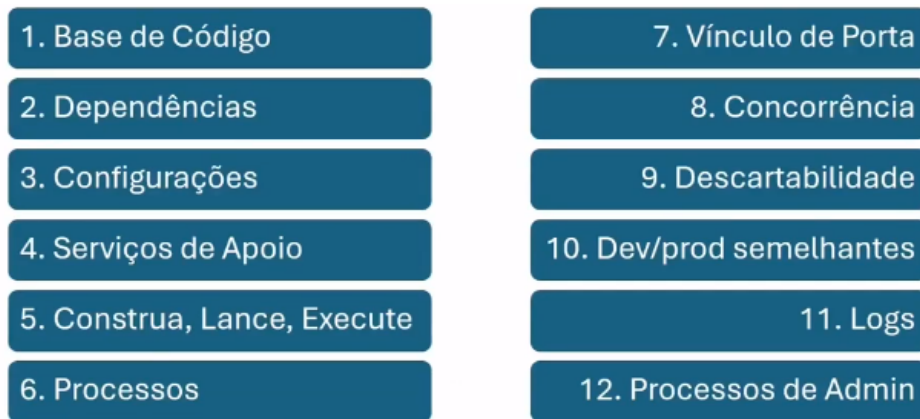 1. Base de Código
2. Dependências
3. Configurações
4. Serviços de Apoio
5. Construa, Lance, Execute
6. Processos
7. Vínculo de Porta
8. Concorrência
9. Descartabilidade
10. Dev/prod semelhantes
11. Logs
12. Processos de Admin